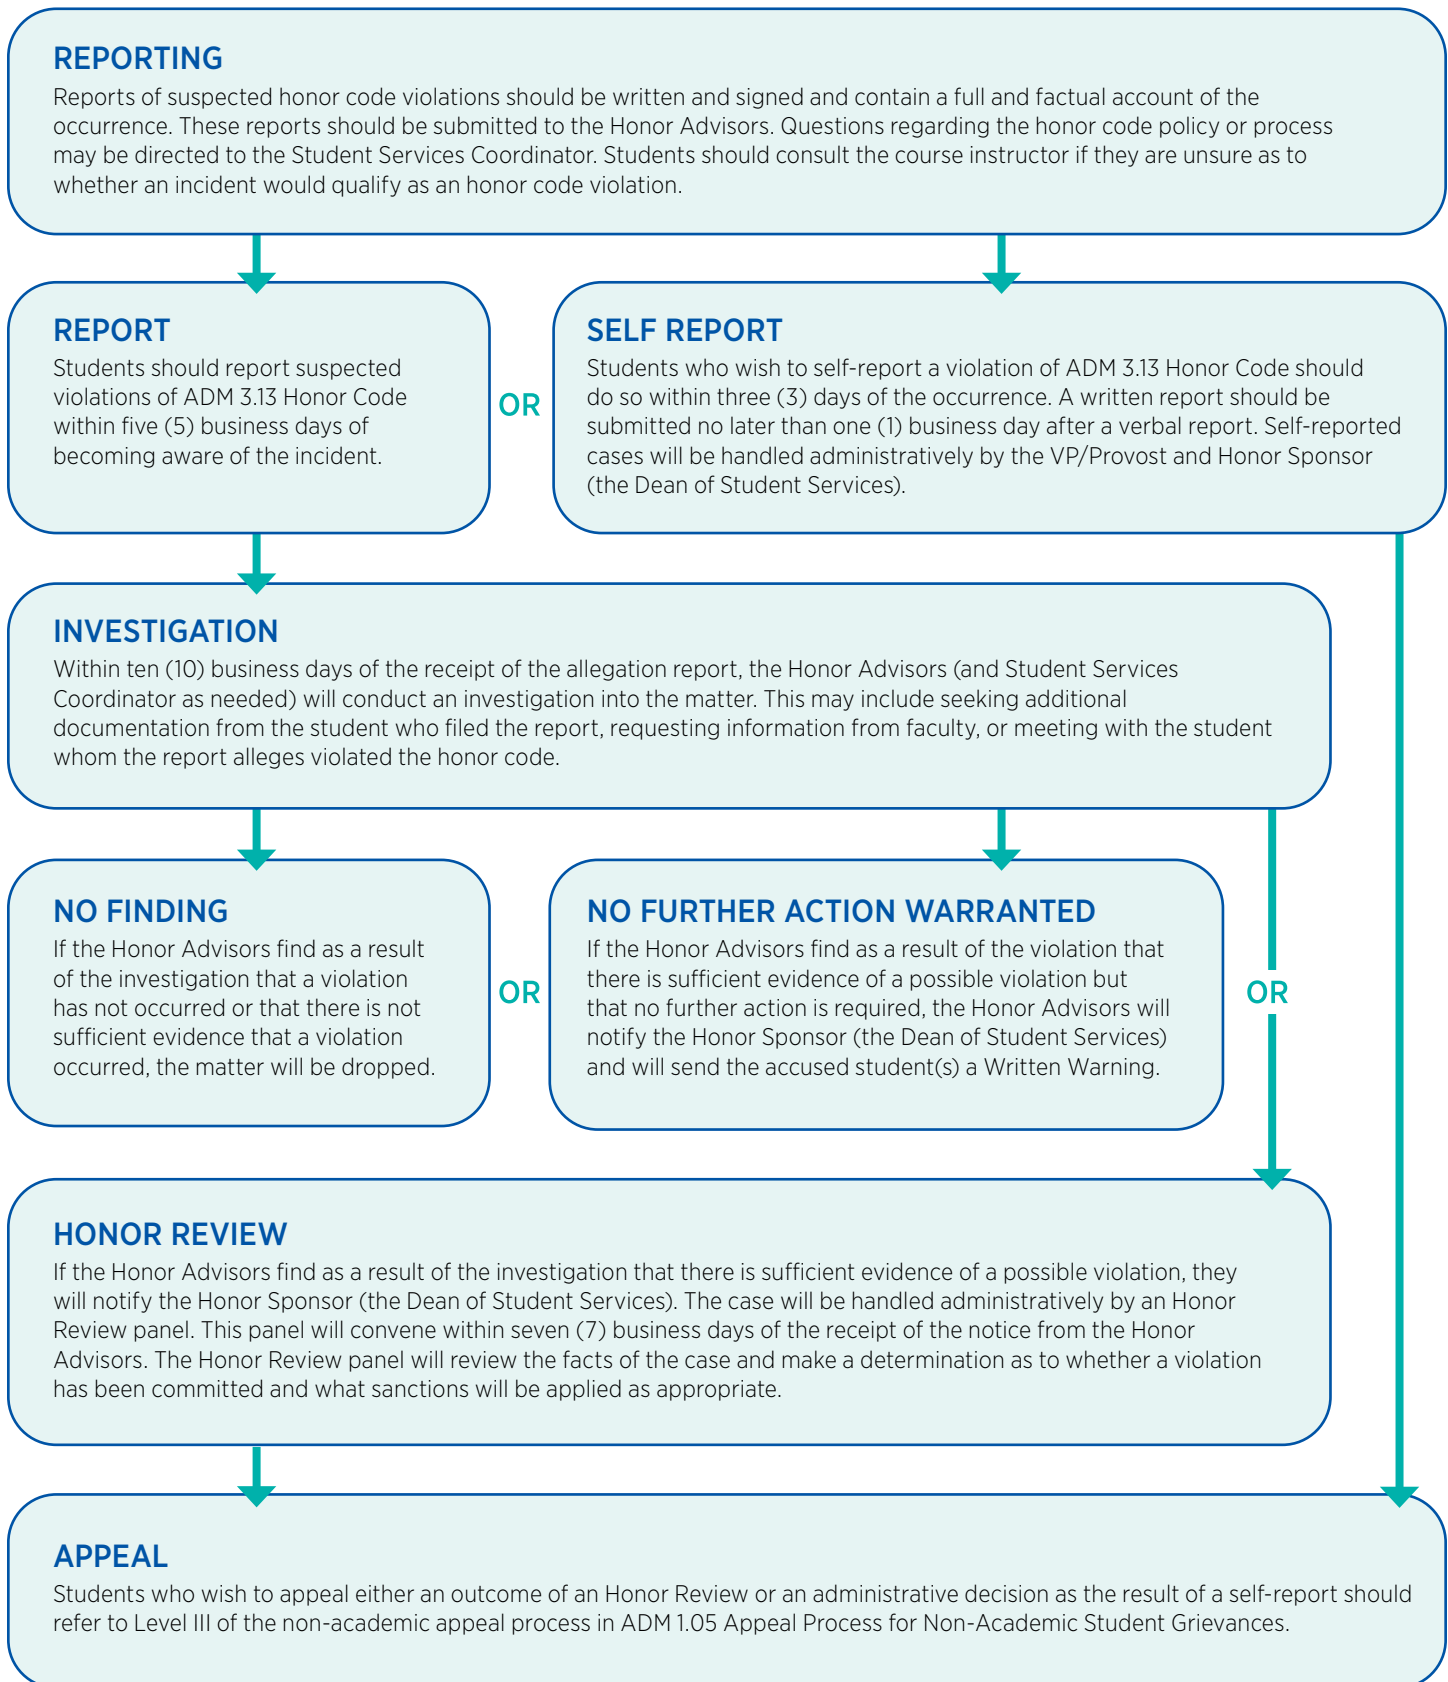 REPORTING
Reports of suspected honor code violations should be written and signed and contain a full and factual account of the
occurrence. These reports should be submitted to the Honor Advisors. Questions regarding the honor code policy or process
may be directed to the Student Services Coordinator. Students should consult the course instructor if they are unsure as to
whether an incident would qualify as an honor code violation.
REPORT
Students should report suspected
violations of ADM 3.13 Honor Code
within five (5) business days of
becoming aware of the incident.
OR
SELF REPORT
Students who wish to self-report a violation of ADM 3.13 Honor Code should
do so within three (3) days of the occurrence. A written report should be
submitted no later than one (1) business day after a verbal report. Self-reported
cases will be handled administratively by the VP/Provost and Honor Sponsor
(the Dean of Student Services).
INVESTIGATION
Within ten (10) business days of the receipt of the allegation report, the Honor Advisors (and Student Services
Coordinator as needed) will conduct an investigation into the matter. This may include seeking additional
documentation from the student who filed the report, requesting information from faculty, or meeting with the student
whom the report alleges violated the honor code.
NO FINDING
If the Honor Advisors find as a result
of the investigation that a violation
has not occurred or that there is not
sufficient evidence that a violation
occurred, the matter will be dropped.
OR
NO FURTHER ACTION WARRANTED
If the Honor Advisors find as a result of the violation that
there is sufficient evidence of a possible violation but
that no further action is required, the Honor Advisors will
notify the Honor Sponsor (the Dean of Student Services)
and will send the accused student(s) a Written Warning.
OR
HONOR REVIEW
If the Honor Advisors find as a result of the investigation that there is sufficient evidence of a possible violation, they
will notify the Honor Sponsor (the Dean of Student Services). The case will be handled administratively by an Honor
Review panel. This panel will convene within seven (7) business days of the receipt of the notice from the Honor
Advisors. The Honor Review panel will review the facts of the case and make a determination as to whether a violation
has been committed and what sanctions will be applied as appropriate.
APPEAL
Students who wish to appeal either an outcome of an Honor Review or an administrative decision as the result of a self-report should
refer to Level III of the non-academic appeal process in ADM 1.05 Appeal Process for Non-Academic Student Grievances.